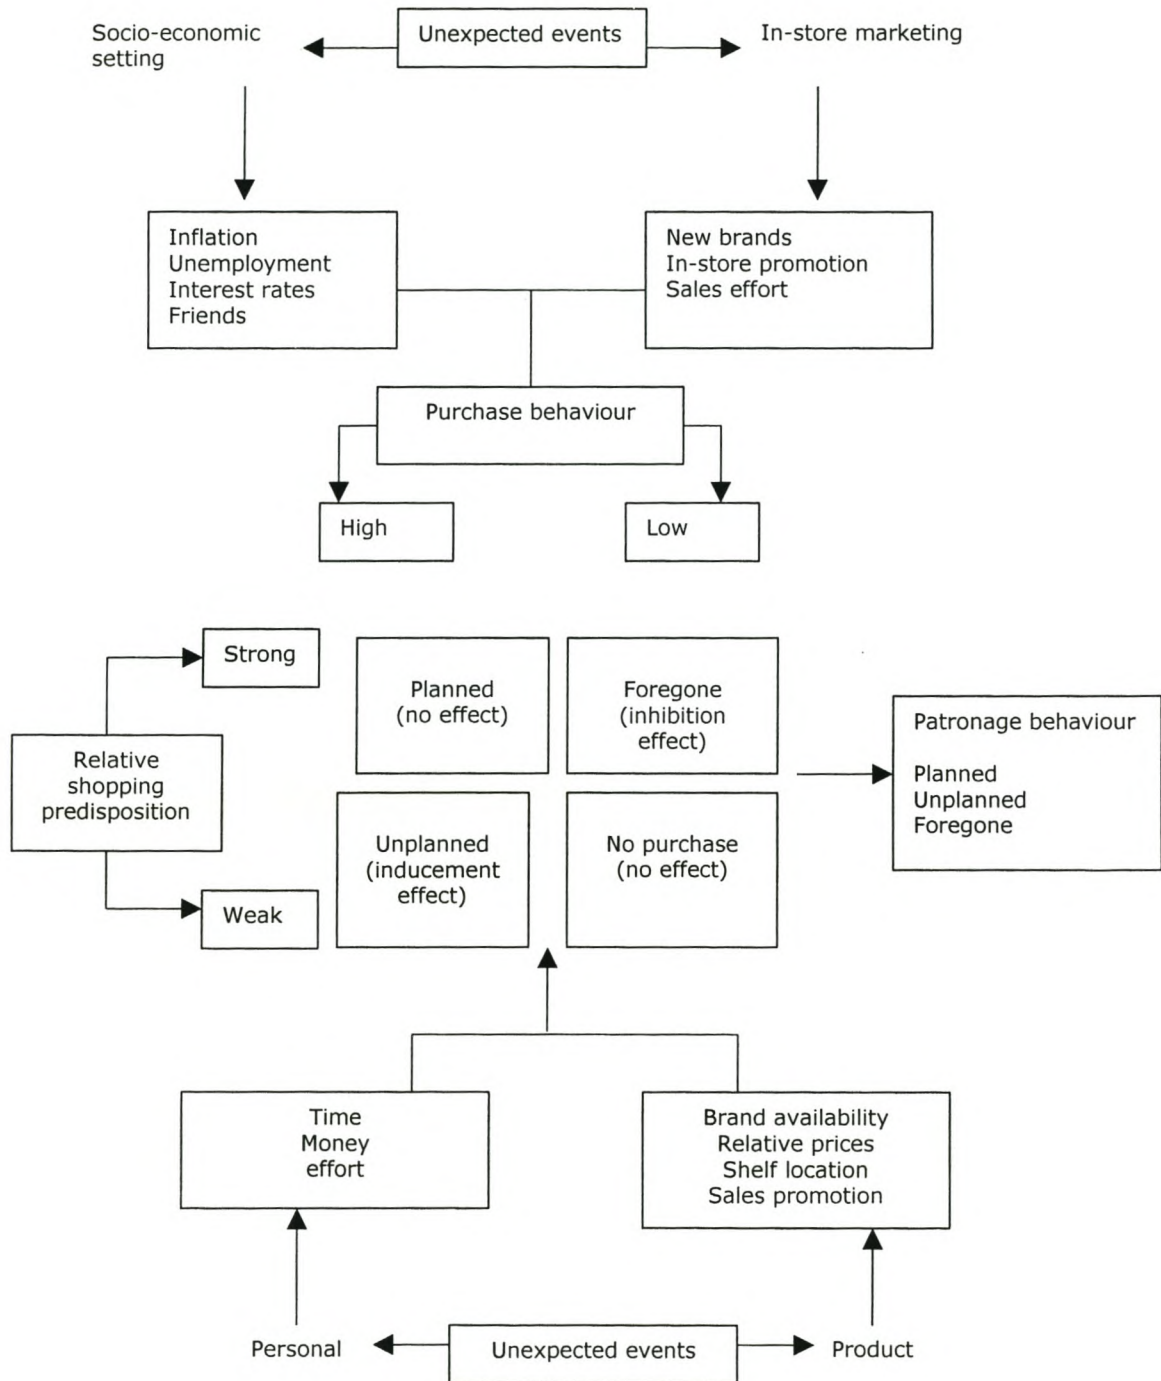 Socio-economic
setting
Unexpected events
In-store marketing
Inflation
Unemployment
Interest rates
Friends
New brands
In-store promotion
Sales effort
Purchase behaviour
High
Low
Strong
Planned
(no effect)
Foregone
(inhibition
effect)
Patronage behaviour
Planned
Unplanned
Foregone
Relative
shopping
predisposition
Unplanned
(inducement
effect)
No purchase
(no effect)
Weak
Time
Money
effort
Brand availability
Relative prices
Shelf location
Sales promotion
Personal
Unexpected events
Product